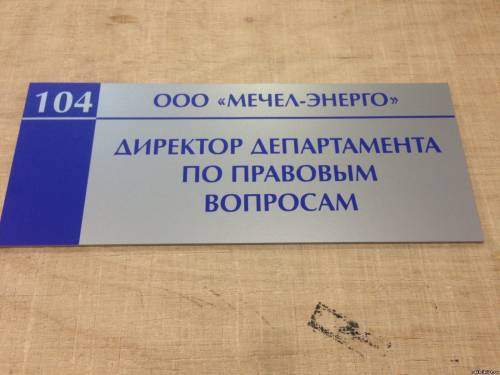 104
ООО «МЕЧЕЛ-ЭНЕРГО»
ДИРЕКТОР ДЕПАРТАМЕНТА
ПО ПРАВОВЫМ
ВОПРОСАМ